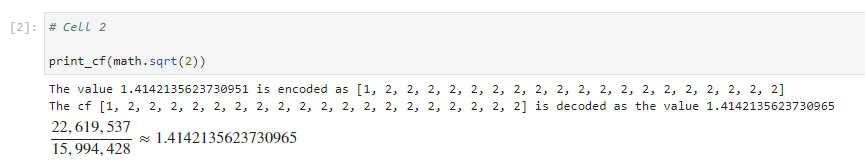 [2]: # Cell 2
print_cf(math.sqrt(2))
The value 1.4142135623730951 is encoded as [1, 2, 2, 2, 2, 2, 2, 2, 2, 2, 2, 2, 2, 2, 2, 2, 2, 2, 2, 2]
The cf [1, 2, 2, 2, 2, 2, 2, 2, 2, 2, 2, 2, 2, 2, 2, 2, 2, 2, 2, 2] is decoded as the value 1.4142135623730965
22,619,537
15,994,428 ≈ 1.4142135623730965